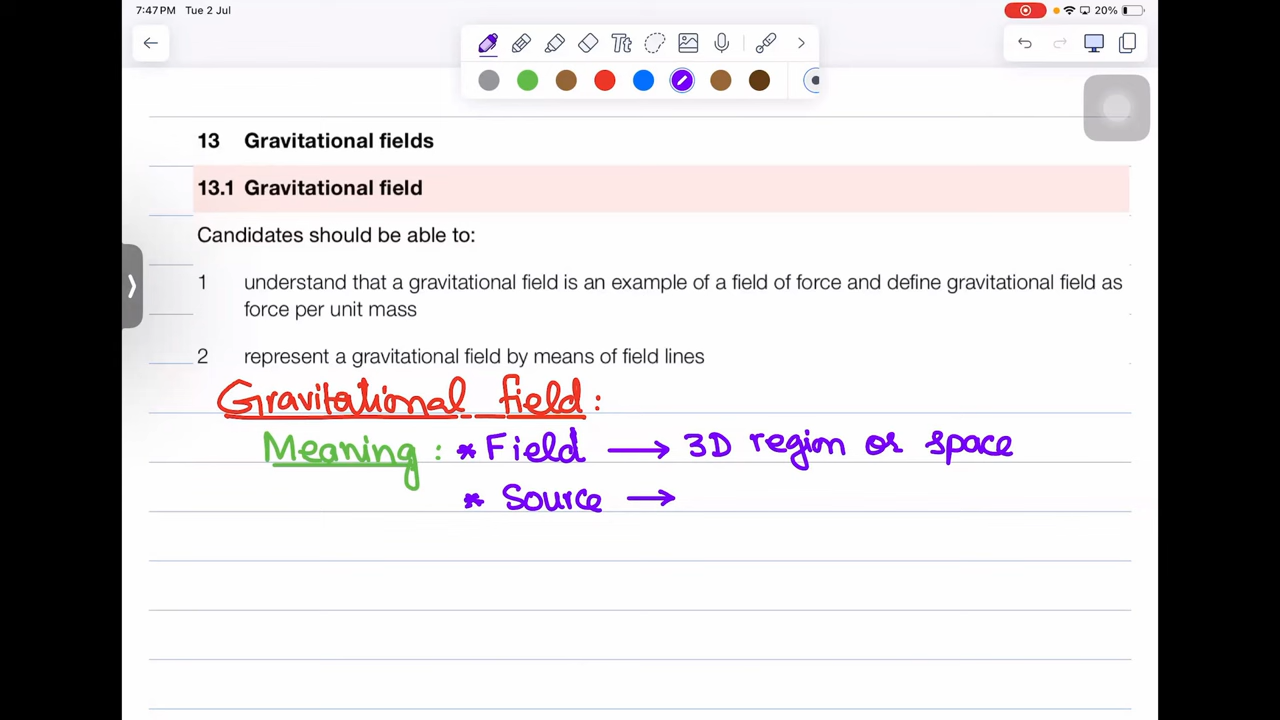 7:47 PM Tue 2 Jul 20%
Tt
13 Gravitational fields
13.1 Gravitational field
Candidates should be able to:
1 understand that a gravitational field is an example of a field of force and define gravitational field as
force per unit mass
2 represent a gravitational field by means of field lines
Gravitational field:
Meaning: * Field → 3D region or space
* Source →